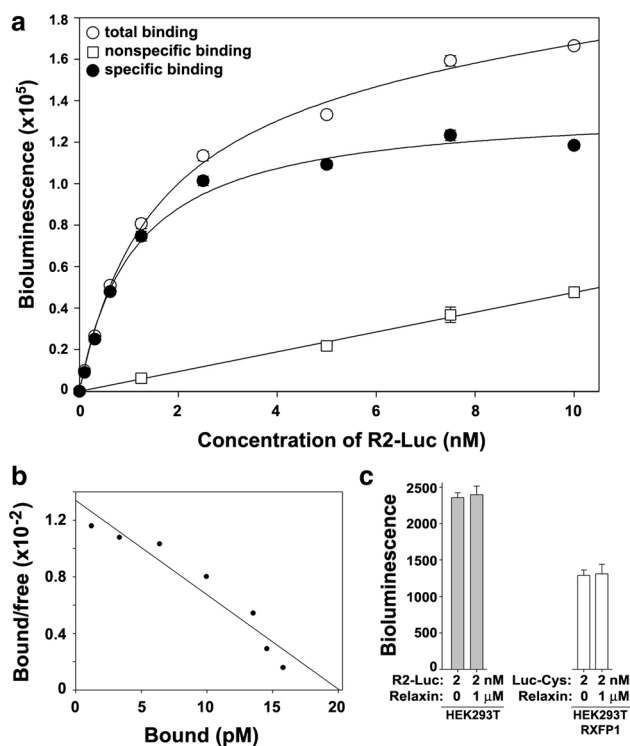 a
total binding
nonspecific binding
specific binding
Bioluminescence (x10⁵)
1.8
1.6
1.4
1.2
1.0
0.8
0.6
0.4
0.2
0
0 2 4 6 8 10
Concentration of R2-Luc (nM)
b
Bound/free (x10⁻²)
1.2
0.8
0.4
0
0 5 10 15 20
Bound (pM)
c
Bioluminescence
2500
2000
1500
1000
500
0
R2-Luc: 2 2 nM
Relaxin: 0 1 μM
HEK293T
Luc-Cys: 2 2 nM
Relaxin: 0 1 μM
HEK293T
RXFP1